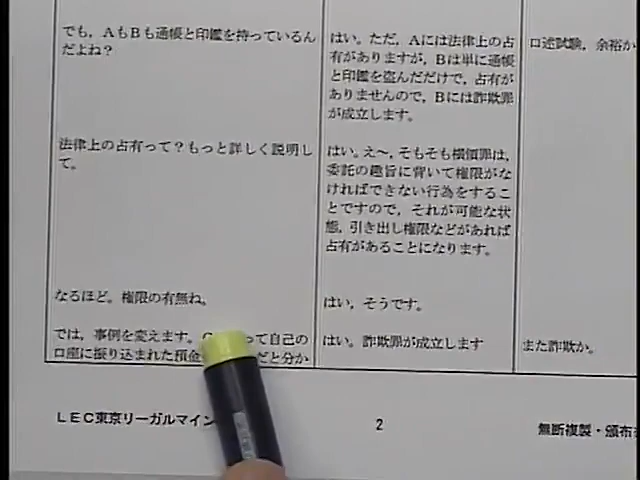 でも，AもBも通帳と印鑑を持っているん
だよね？
はい。ただ，Aには法律上の占
有がありますが，Bは単に通帳
と印鑑を盗んだだけで，占有が
ありませんので，Bには詐欺罪
が成立します。
口述試験，余裕か
法律上の占有って？もっと詳しく説明し
て。
はい。え～，そもそも横領罪は，
委託の趣旨に背いて権限がな
ければできない行為をするこ
とですので，それが可能な状
態，引き出し権限などがあれば
占有があることになります。
なるほど。権限の有無ね。
はい，そうです。
では，事例を変えます。
って自己の
口座に振り込まれた預金
だと分か
はい。詐欺罪が成立します
また詐欺か。
LEC東京リーガルマイン
2
無断複製・頒布